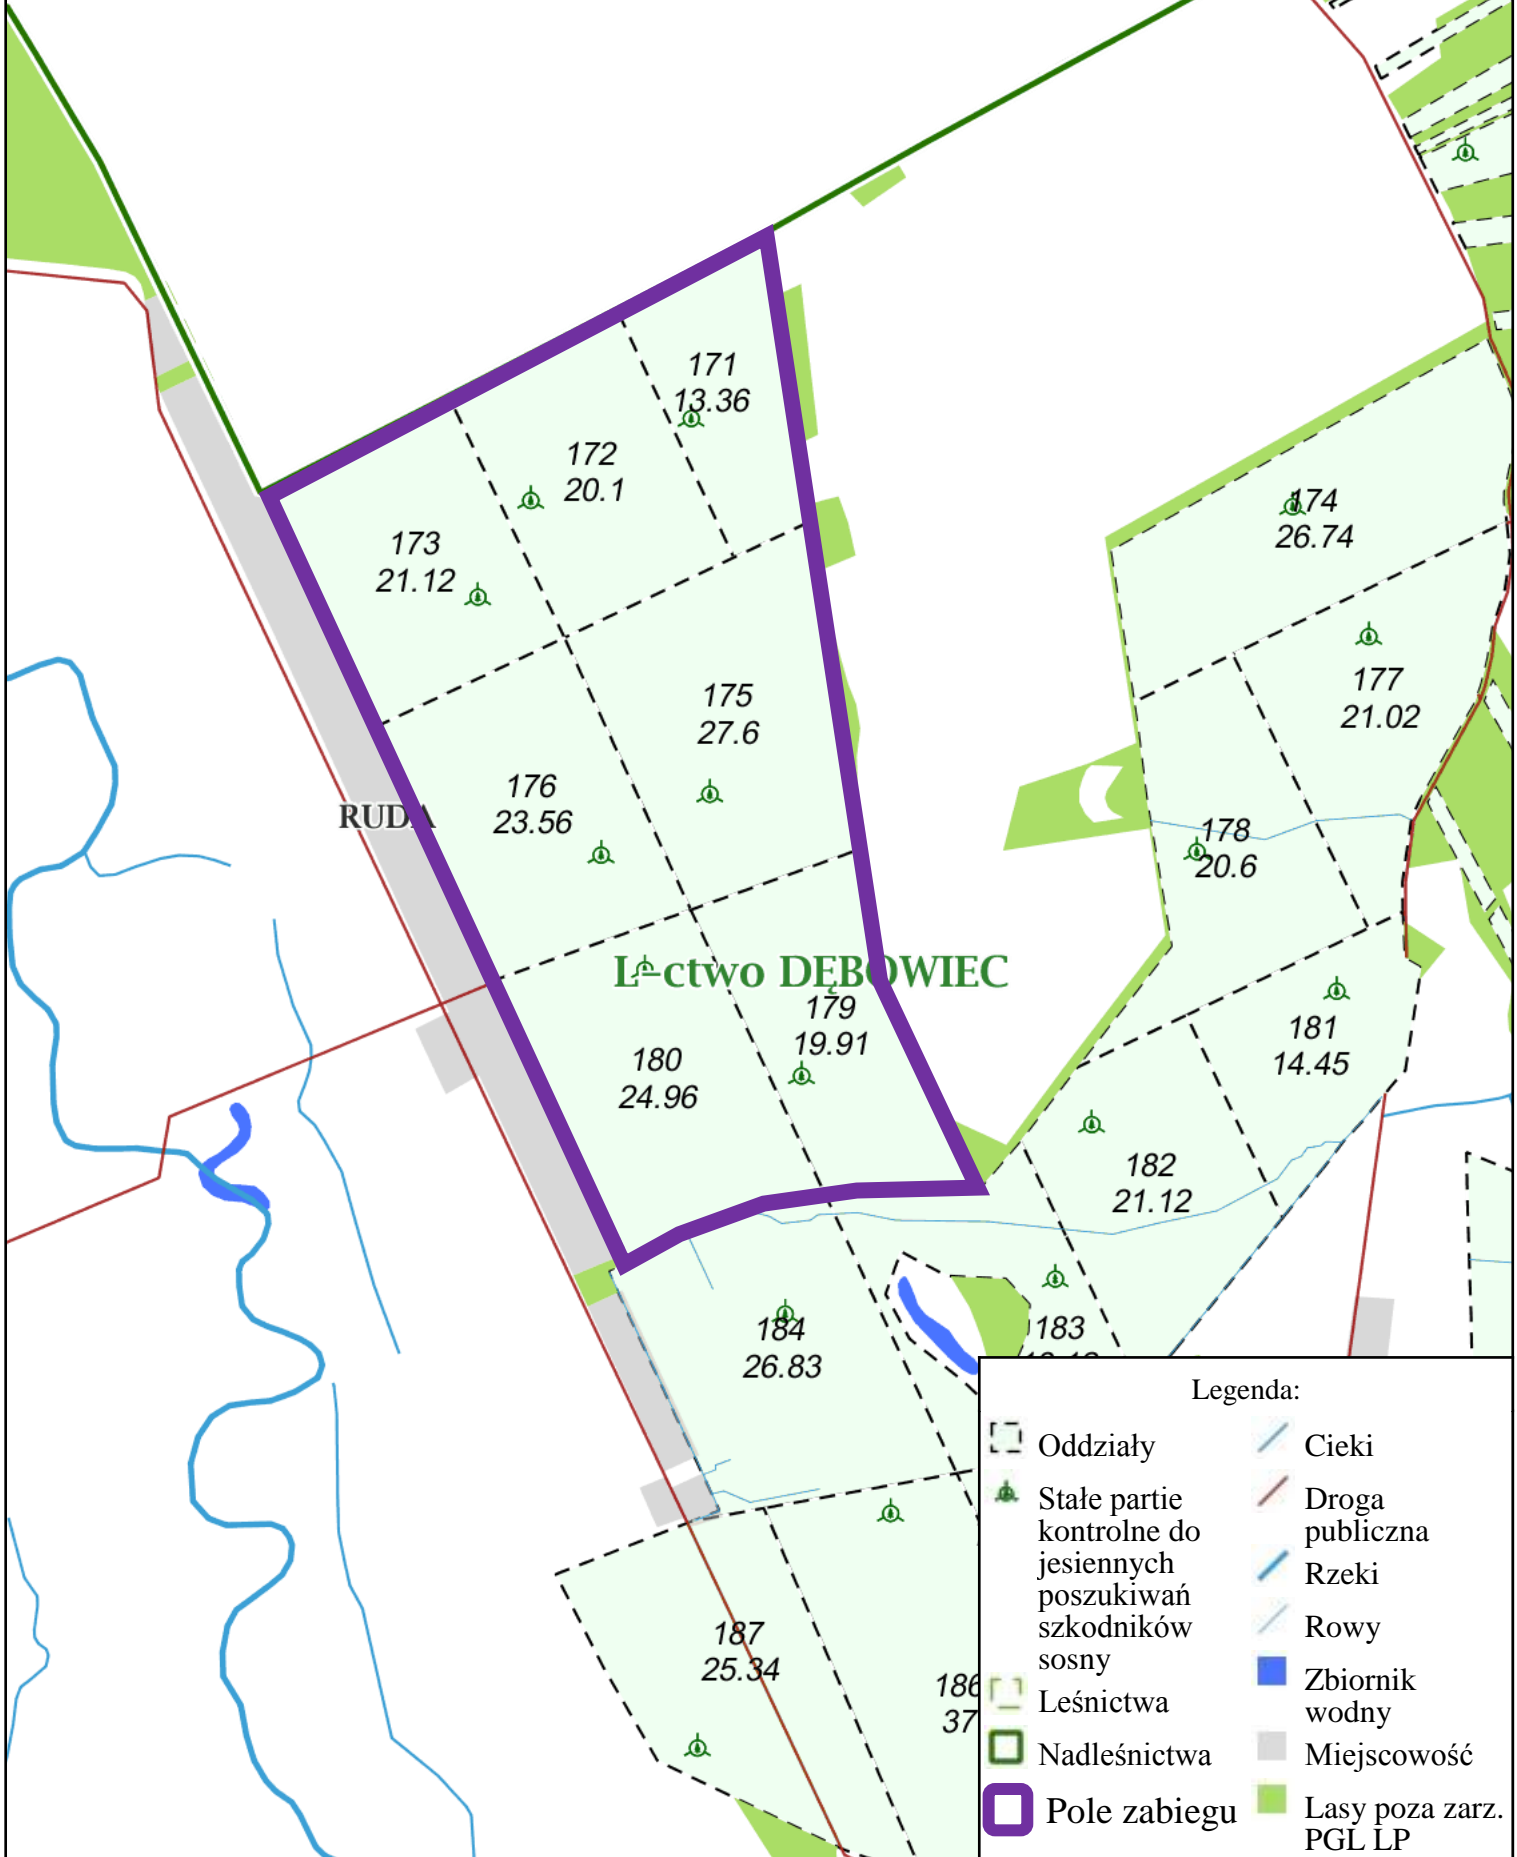 171
13.36
172
20.1
173
21.12
174
26.74
177
21.02
175
27.6
176
23.56
RUDA
178
20.6
L-ctwo DĘBOWIEC
179
19.91
181
14.45
180
24.96
182
21.12
184
26.83
183
187
25.34
186
37
Legenda:
Oddziały
Stałe partie
kontrolne do
jesiennych
poszukiwań
szkodników
sosny
Leśnictwa
Nadleśnictwa
Pole zabiegu
Cieki
Droga
publiczna
Rzeki
Rowy
Zbiornik
wodny
Miejscowość
Lasy poza zarz.
PGL LP